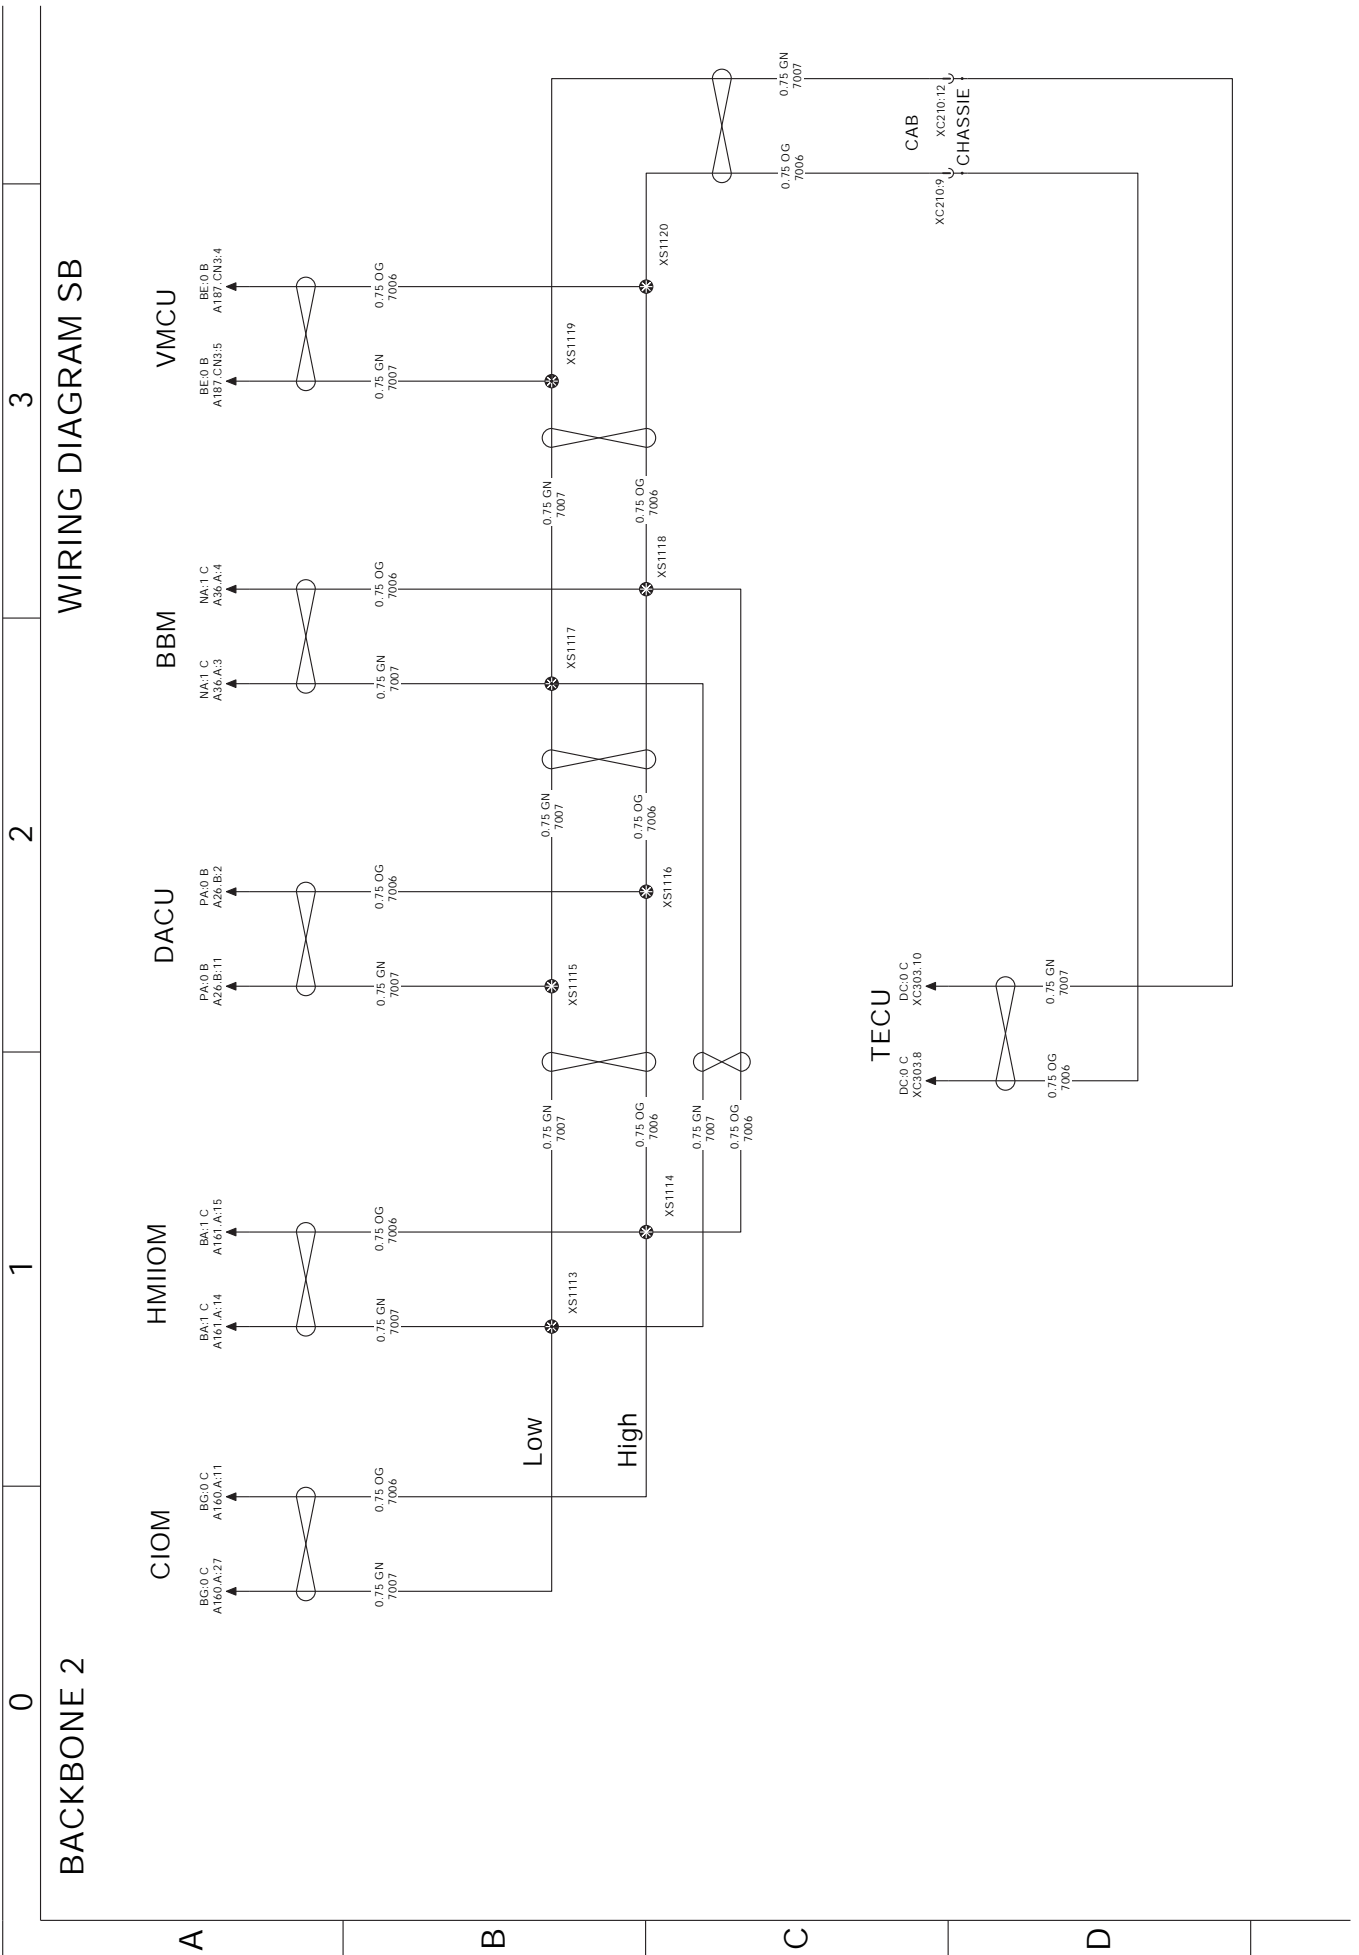 0
1
2
3
BACKBONE 2
WIRING DIAGRAM SB
A
B
C
D
CIOM
HMIIOM
DACU
BBM
VMCU
BG:0 C
A160.A:27
BG:0 C
A160.A:11
BA:1 C
A161.A:14
BA:1 C
A161.A:15
PA:0 B
A26.B:11
PA:0 B
A26.B:2
NA:1 C
A36.A:3
NA:1 C
A36.A:4
BE:0 B
A187.CN3:5
BE:0 B
A187.CN3:4
0.75 GN
7007
0.75 OG
7006
0.75 GN
7007
0.75 OG
7006
0.75 GN
7007
0.75 OG
7006
0.75 GN
7007
0.75 OG
7006
0.75 GN
7007
0.75 OG
7006
Low
0.75 GN
7007
0.75 GN
7007
0.75 GN
7007
XS1113
XS1115
XS1117
XS1119
High
0.75 OG
7006
0.75 OG
7006
0.75 OG
7006
XS1114
XS1116
XS1118
XS1120
0.75 GN
7007
0.75 OG
7006
0.75 OG
7006
0.75 GN
7007
CAB
XC210:9
XC210:12
CHASSIE
TECU
DC:0 C
XC303.8
DC:0 C
XC303.10
0.75 OG
7006
0.75 GN
7007